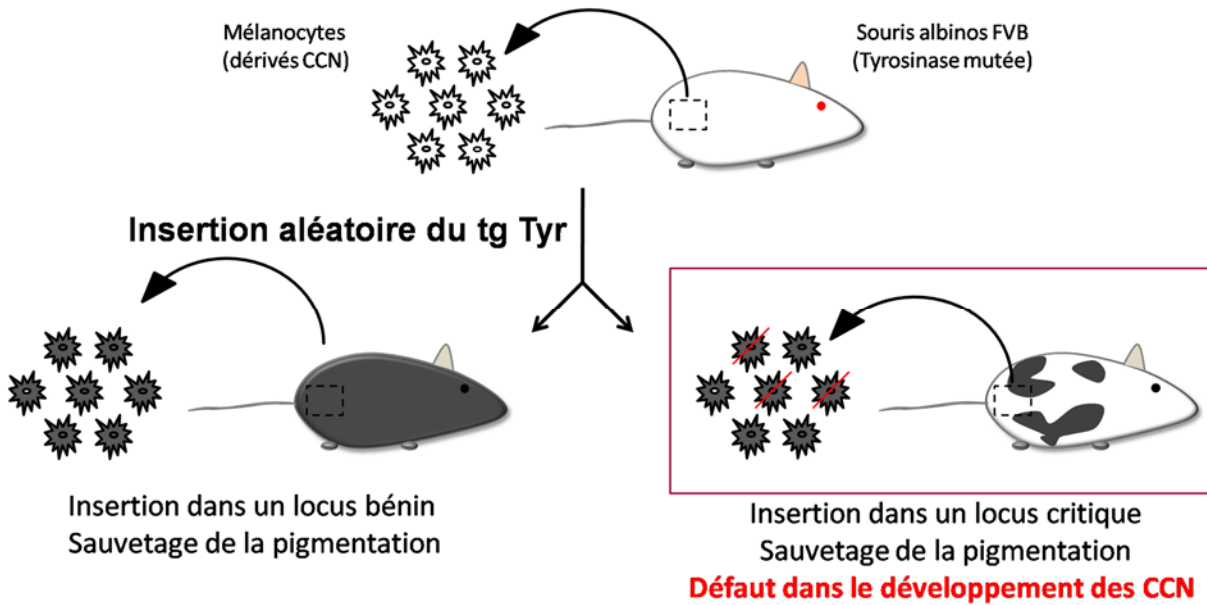 Mélanocytes
(dérivés CCN)
Souris albinos FVB
(Tyrosinase mutée)
Insertion aléatoire du tg Tyr
Insertion dans un locus bénin
Sauvetage de la pigmentation
Insertion dans un locus critique
Sauvetage de la pigmentation
Défaut dans le développement des CCN